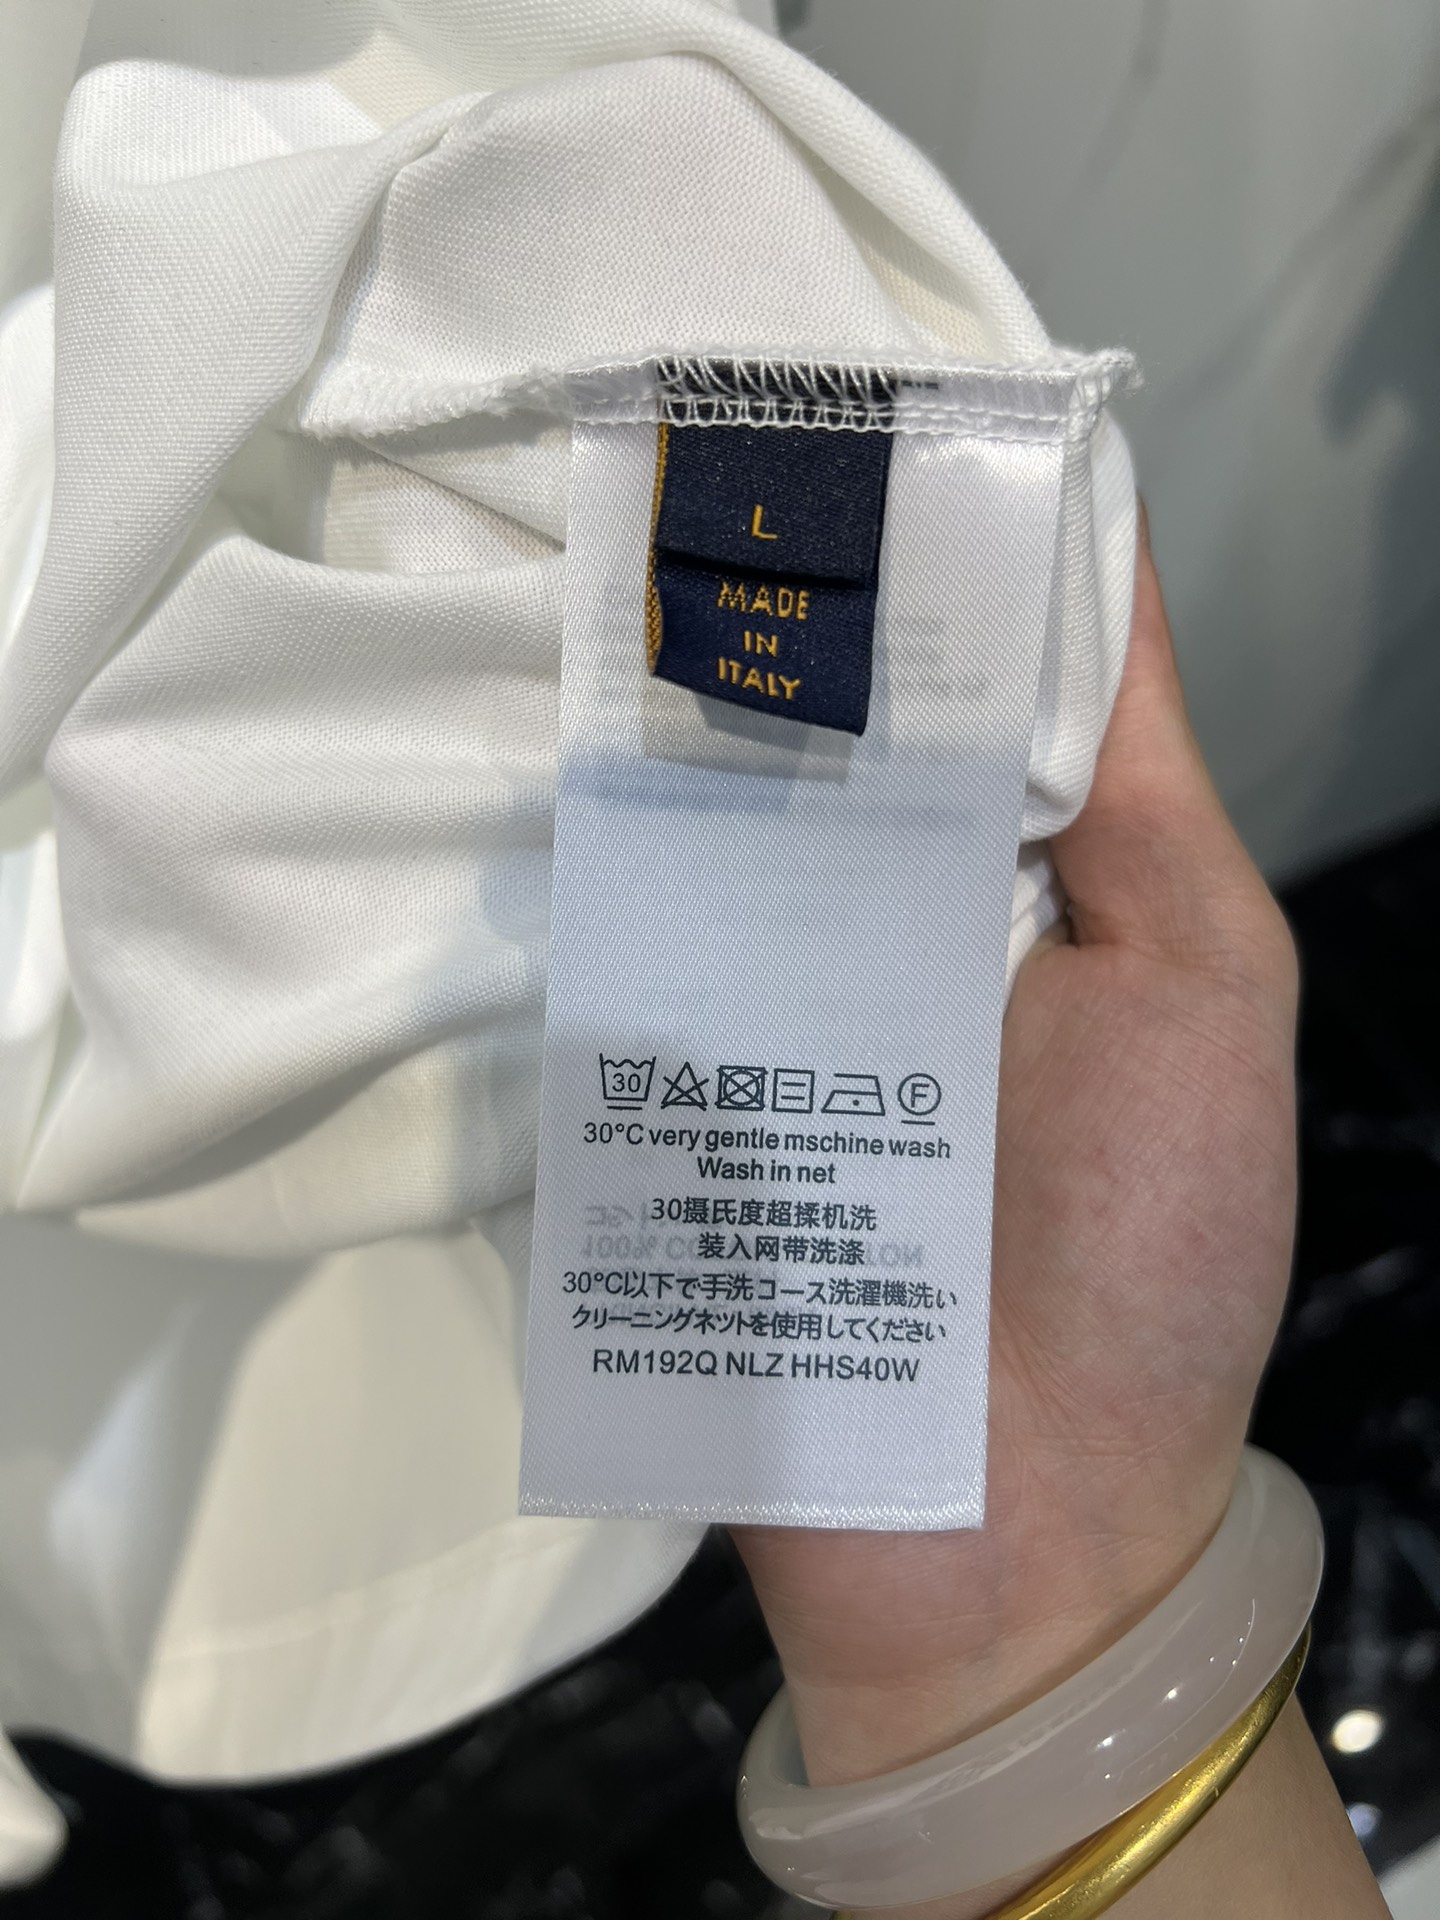 L
MADE
IN
ITALY
30
F
30°C very gentle mschine wash
Wash in net
30摄氏度超揉机洗
装入网带洗涤
30°C以下で手洗コース洗濯機洗い
クリーニングネットを使用してください
RM192Q NLZ HHS40W
100% CO TON